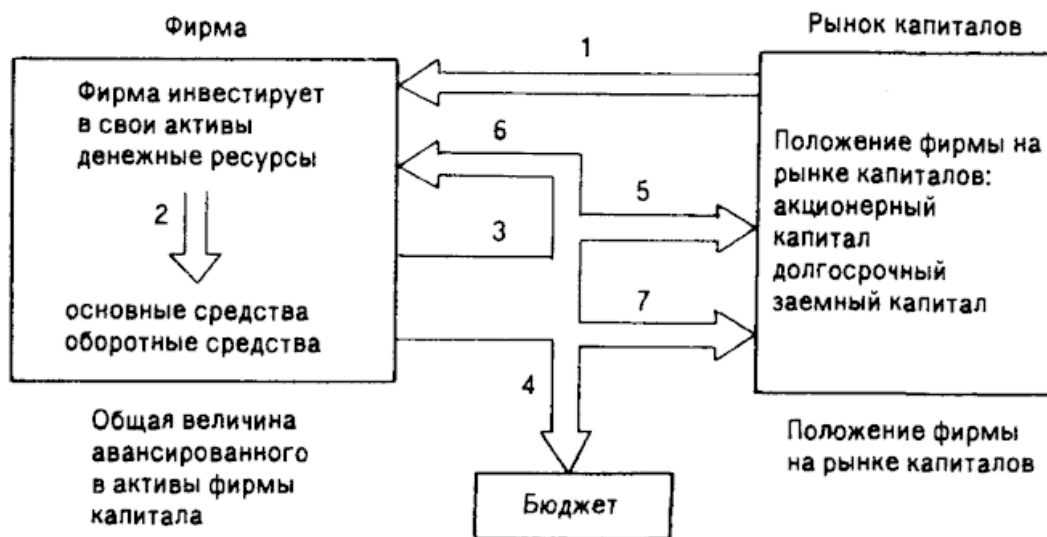 Фирма
Рынок капиталов
1
Фирма инвестирует
в свои активы
денежные ресурсы
6
Положение фирмы на
рынке капиталов:
акционерный
капитал
долгосрочный
заемный капитал
2
3
5
основные средства
оборотные средства
7
4
Общая величина
авансированного
в активы фирмы
капитала
Положение фирмы
на рынке капиталов
Бюджет